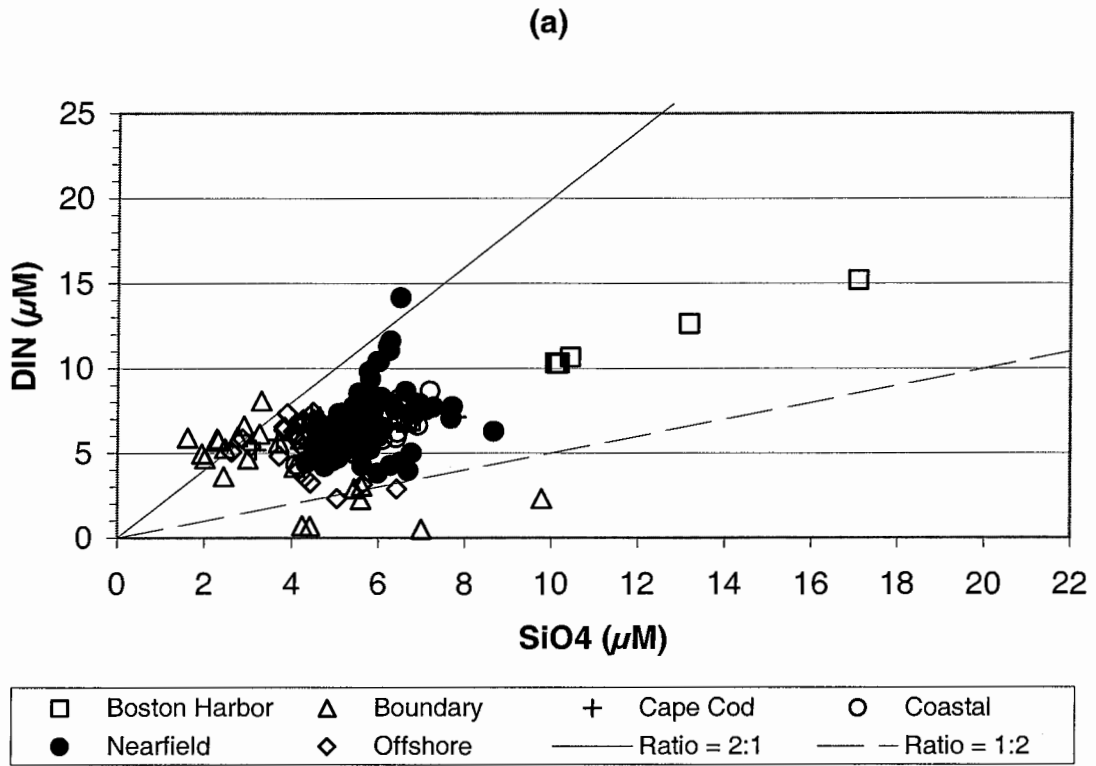 (a)
25
20
15
10
5
0
DIN (µM)
0 2 4 6 8 10 12 14 16 18 20 22
SiO4 (µM)
Boston Harbor Boundary Cape Cod Coastal
Nearfield Offshore Ratio = 2:1 Ratio = 1:2